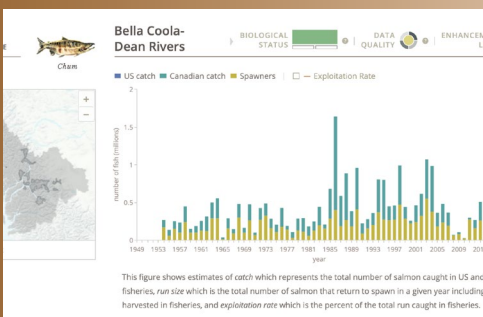 Chum
+
−
Bella Coola-
Dean Rivers
BIOLOGICAL
STATUS
DATA
QUALITY
ENHANCEM
US catch
Canadian catch
Spawners
Exploitation Rate
number of fish (millions)
2
1.5
1
0.5
0
1949 1953 1957 1961 1965 1969 1973 1977 1981 1985 1989 1993 1997 2001 2005 2009
year
This figure shows estimates of catch which represents the total number of salmon caught in US and
fisheries, run size which is the total number of salmon that return to spawn in a given year including
harvested in fisheries, and exploitation rate which is the percent of the total run caught in fisheries.